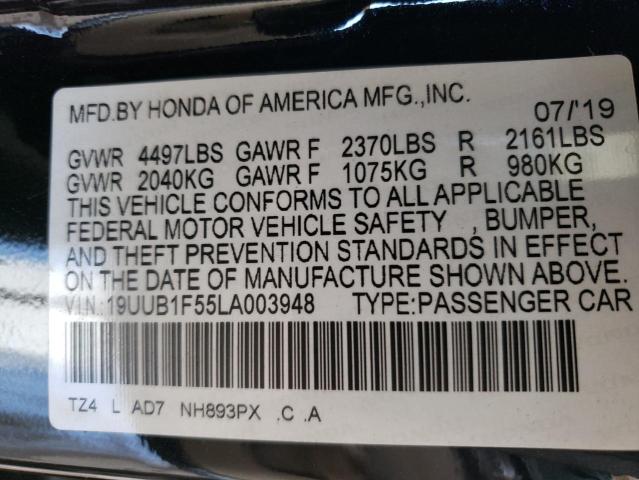 MFD.BY HONDA OF AMERICA MFG.,INC. 07/'19
GVWR 4497LBS GAWR F 2370LBS R 2161LBS
GVWR 2040KG GAWR F 1075KG R 980KG
THIS VEHICLE CONFORMS TO ALL APPLICABLE
FEDERAL MOTOR VEHICLE SAFETY , BUMPER,
AND THEFT PREVENTION STANDARDS IN EFFECT
ON THE DATE OF MANUFACTURE SHOWN ABOVE.
VIN:19UUB1F55LA003948 TYPE:PASSENGER CAR
TZ4 L AD7 NH893PX .C .A